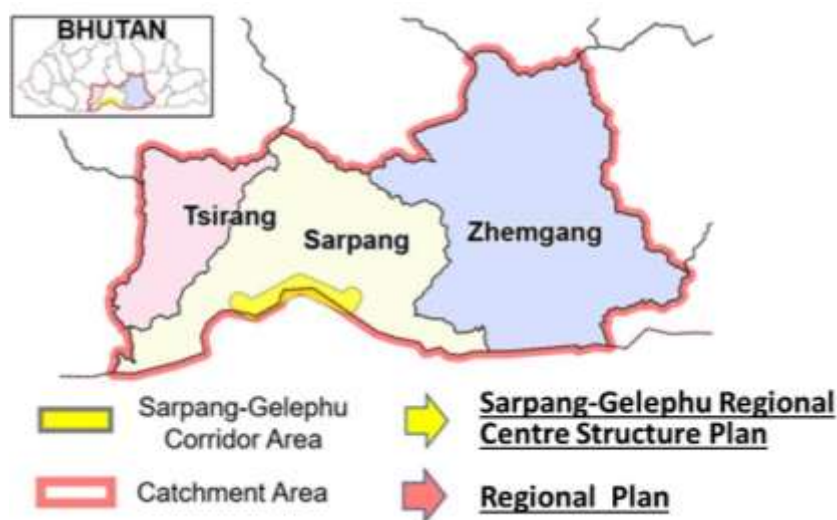 BHUTAN
Tsirang
Sarpang
Zhemgang
Sarpang-Gelephu
Corridor Area
Sarpang-Gelephu Regional
Centre Structure Plan
Catchment Area
Regional Plan